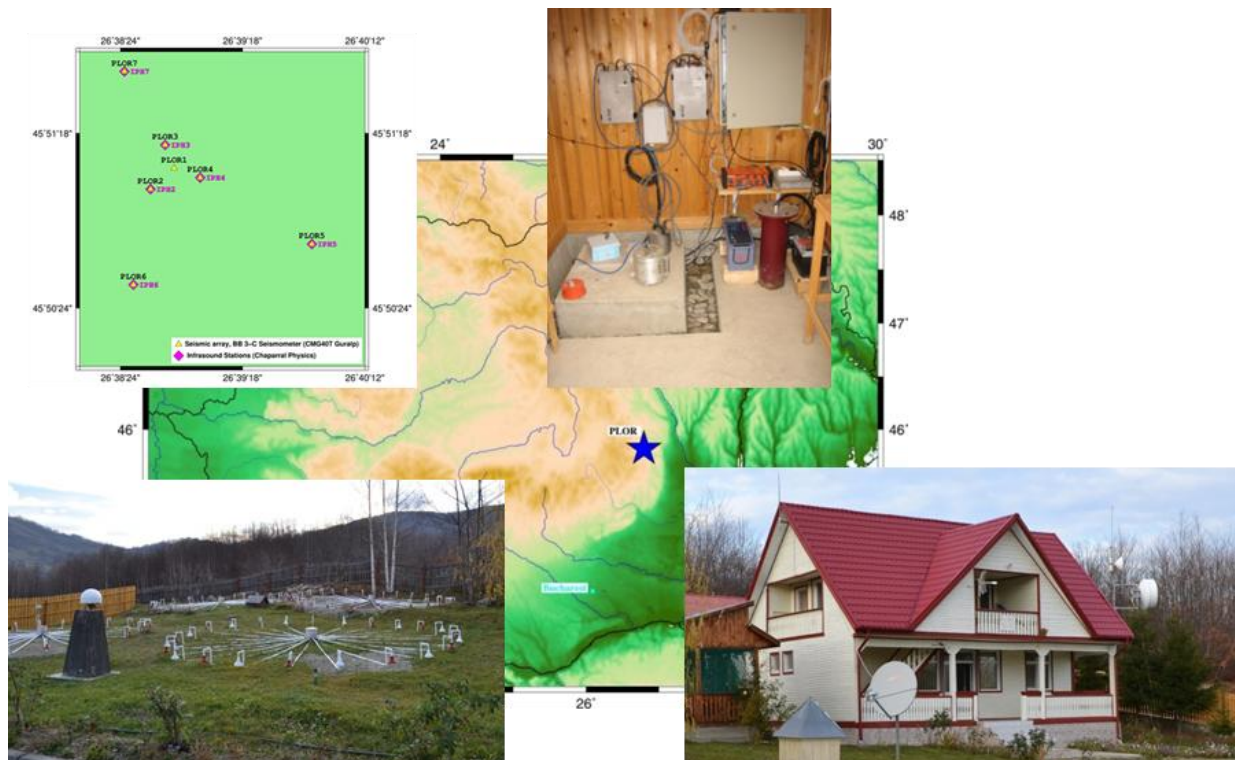 26˚38'24" 26˚39'18" 26˚40'12"
PLOR7
IPH7
45˚51'18" 45˚51'18"
PLOR3
IPH3
PLOR1
PLOR4
IPH4
PLOR2
IPH2
PLOR5
IPH5
PLOR6
IPH6
45˚50'24" 45˚50'24"
Seismic array, BB 3-C Seismometer (CMG40T Guralp)
Infrasound Stations (Chaparral Physics)
26˚38'24" 26˚39'18" 26˚40'12"
24˚ 30˚
48˚
47˚
46˚ 46˚
PLOR
Bucharest
26˚